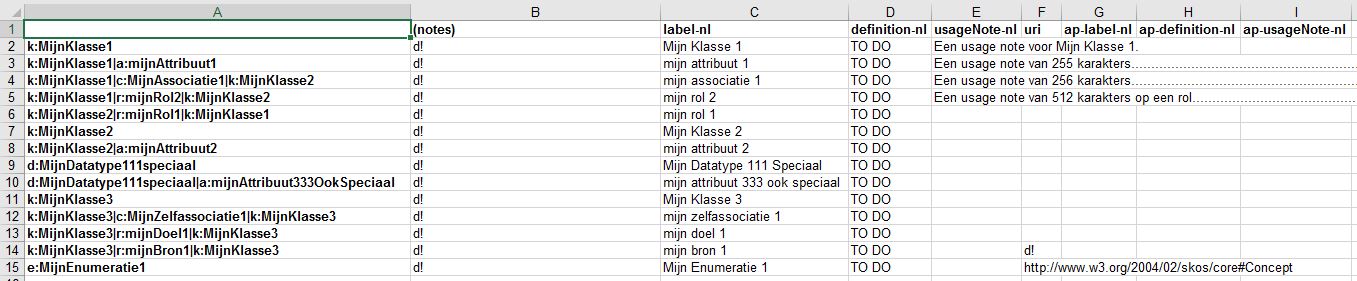 A B C D E F G H I
1 (notes) label-nl definition-nl usageNote-nl uri ap-label-nl ap-definition-nl ap-usageNote-nl
2 k:MijnKlasse1 d! Mijn Klasse 1 TO DO Een usage note voor Mijn Klasse 1.
3 k:MijnKlasse1|a:mijnAttribuut1 d! mijn attribuut 1 TO DO Een usage note van 255 karakters....................................................
4 k:MijnKlasse1|c:MijnAssociatie1|k:MijnKlasse2 d! mijn associatie 1 TO DO Een usage note van 256 karakters....................................................
5 k:MijnKlasse1|r:mijnRol2|k:MijnKlasse2 d! mijn rol 2 TO DO Een usage note van 512 karakters op een rol......................................
6 k:MijnKlasse2|r:mijnRol1|k:MijnKlasse1 d! mijn rol 1 TO DO
7 k:MijnKlasse2 d! Mijn Klasse 2 TO DO
8 k:MijnKlasse2|a:mijnAttribuut2 d! mijn attribuut 2 TO DO
9 d:MijnDatatype111speciaal d! Mijn Datatype 111 Speciaal TO DO
10 d:MijnDatatype111speciaal|a:mijnAttribuut333OokSpeciaal d! mijn attribuut 333 ook speciaal TO DO
11 k:MijnKlasse3 d! Mijn Klasse 3 TO DO
12 k:MijnKlasse3|c:MijnZelfassociatie1|k:MijnKlasse3 d! mijn zelfassociatie 1 TO DO
13 k:MijnKlasse3|r:mijnDoel1|k:MijnKlasse3 d! mijn doel 1 TO DO
14 k:MijnKlasse3|r:mijnBron1|k:MijnKlasse3 d! mijn bron 1 TO DO d!
15 e:MijnEnumeratie1 d! Mijn Enumeratie 1 TO DO http://www.w3.org/2004/02/skos/core#Concept